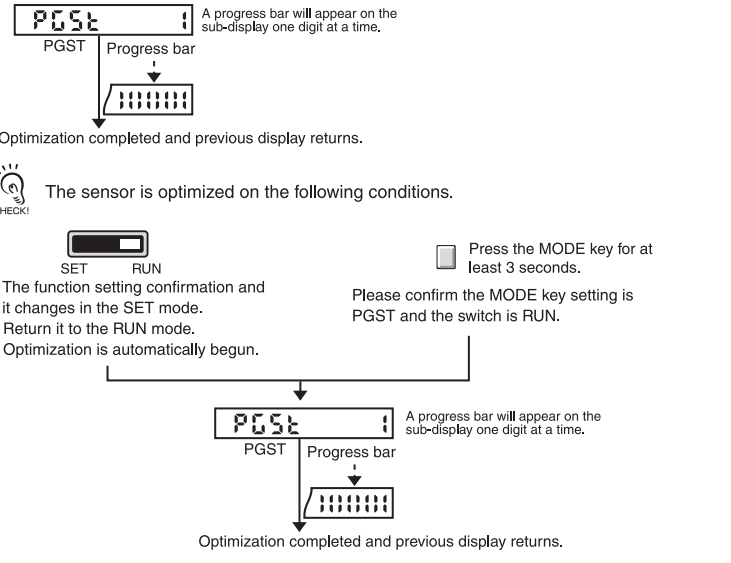 PGSt 1
A progress bar will appear on the
sub-display one digit at a time.
PGST Progress bar
Optimization completed and previous display returns.
The sensor is optimized on the following conditions.
HECK!
SET RUN
The function setting confirmation and
it changes in the SET mode.
Return it to the RUN mode.
Optimization is automatically begun.
Press the MODE key for at
least 3 seconds.
Please confirm the MODE key setting is
PGST and the switch is RUN.
PGSt 1
A progress bar will appear on the
sub-display one digit at a time.
PGST Progress bar
Optimization completed and previous display returns.